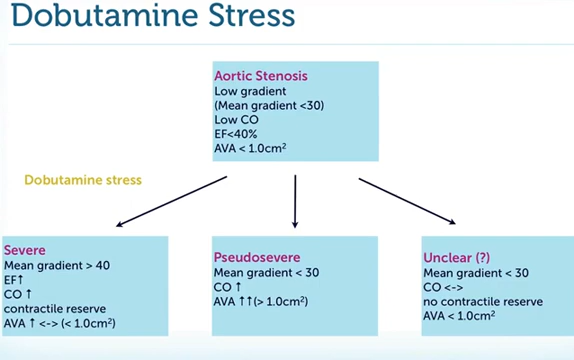 Dobutamine Stress
Aortic Stenosis
Low gradient
(Mean gradient <30)
Low CO
EF<40%
AVA < 1.0cm²
Dobutamine stress
Severe
Mean gradient > 40
EF↑
CO ↑
contractile reserve
AVA ↑ <-> (< 1.0cm²)
Pseudosevere
Mean gradient < 30
CO ↑
AVA ↑↑(> 1.0cm²)
Unclear (?)
Mean gradient < 30
CO <->
no contractile reserve
AVA < 1.0cm²